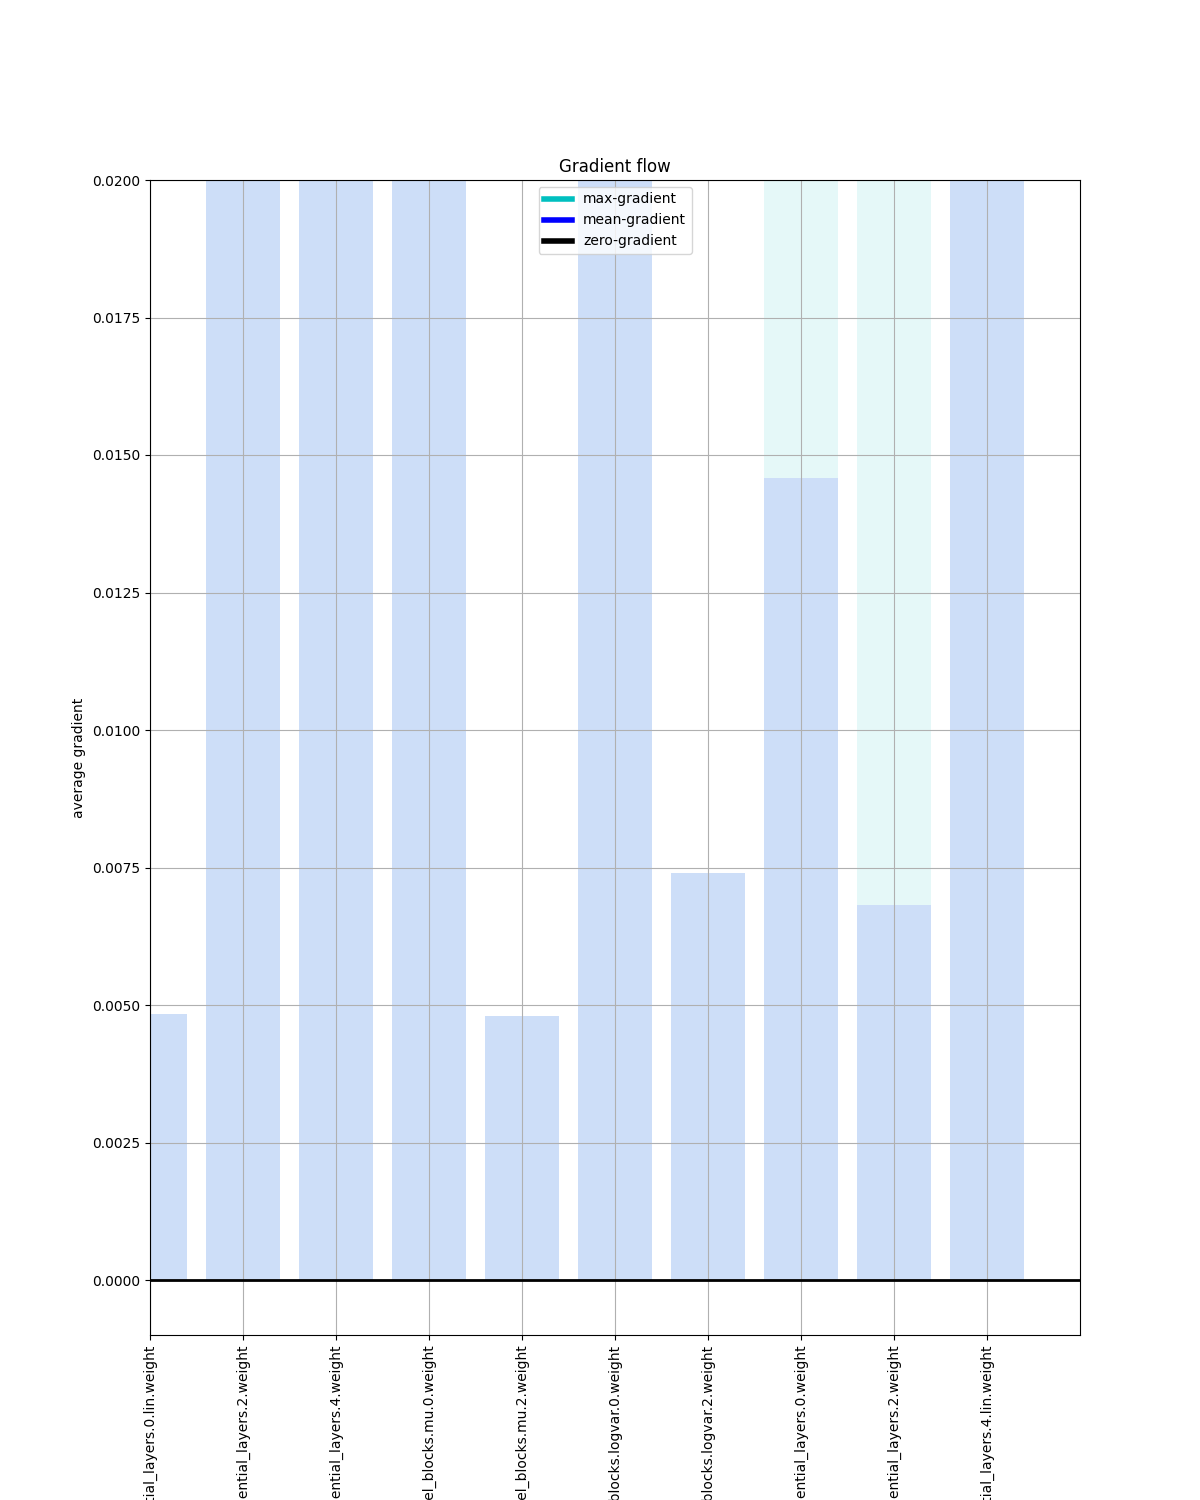 Gradient flow
max-gradient
mean-gradient
zero-gradient
0.0200
0.0175
0.0150
0.0125
0.0100
0.0075
0.0050
0.0025
0.0000
average gradient
tial_layers.0.lin.weight
ential_layers.2.weight
ential_layers.4.weight
el_blocks.mu.0.weight
el_blocks.mu.2.weight
blocks.logvar.0.weight
blocks.logvar.2.weight
ential_layers.0.weight
ential_layers.2.weight
tial_layers.4.lin.weight